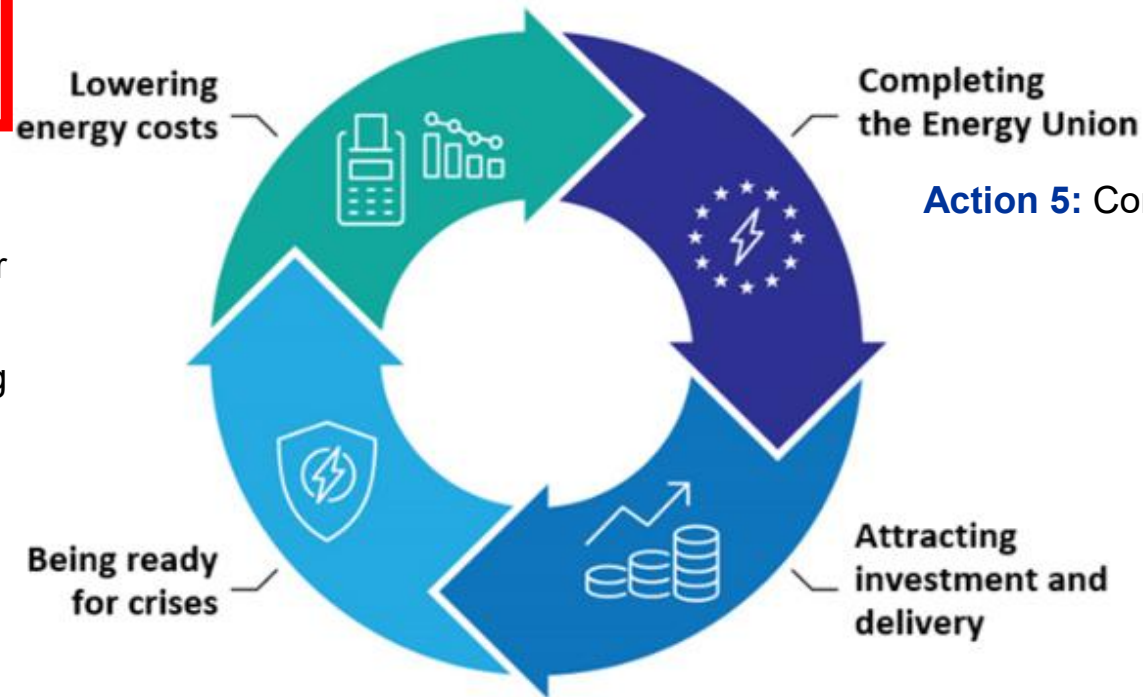 Lowering
energy costs
Completing
the Energy Union
Action 5:
Being ready
for crises
Attracting
investment and
delivery